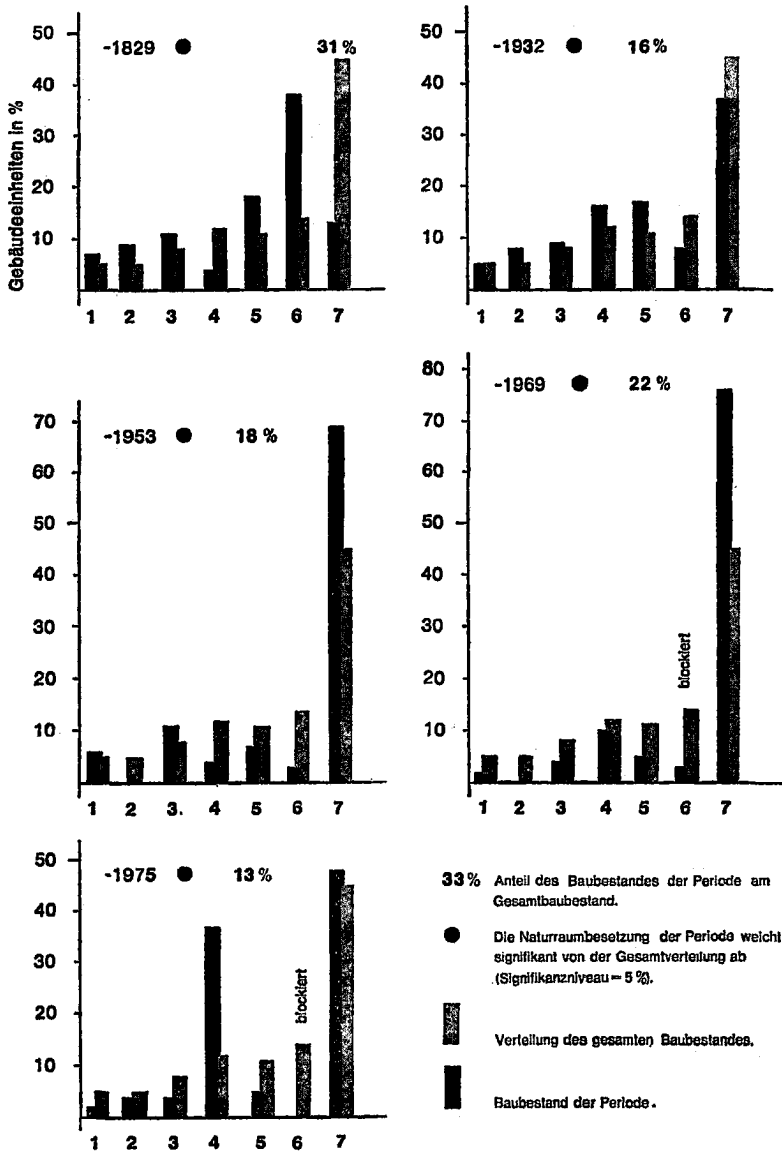 Gebäudeeinheiten in %
50
40
30
20
10
-1829 ● 31 %
1 2 3 4 5 6 7
50
40
30
20
10
-1932 ● 16 %
1 2 3 4 5 6 7
70
60
50
40
30
20
10
-1953 ● 18 %
1 2 3. 4 5 6 7
80
70
60
50
40
30
20
10
-1969 ● 22 %
blockiert
1 2 3 4 5 6 7
50
40
30
20
10
-1975 ● 13 %
blockiert
1 2 3 4 5 6 7
33 % Anteil des Baubestandes der Periode am
Gesamtbaubestand.
● Die Naturraumbesetzung der Periode weicht
signifikant von der Gesamtverteilung ab
(Signifikanzniveau = 5 %).
Verteilung des gesamten Baubestandes.
Baubestand der Periode.